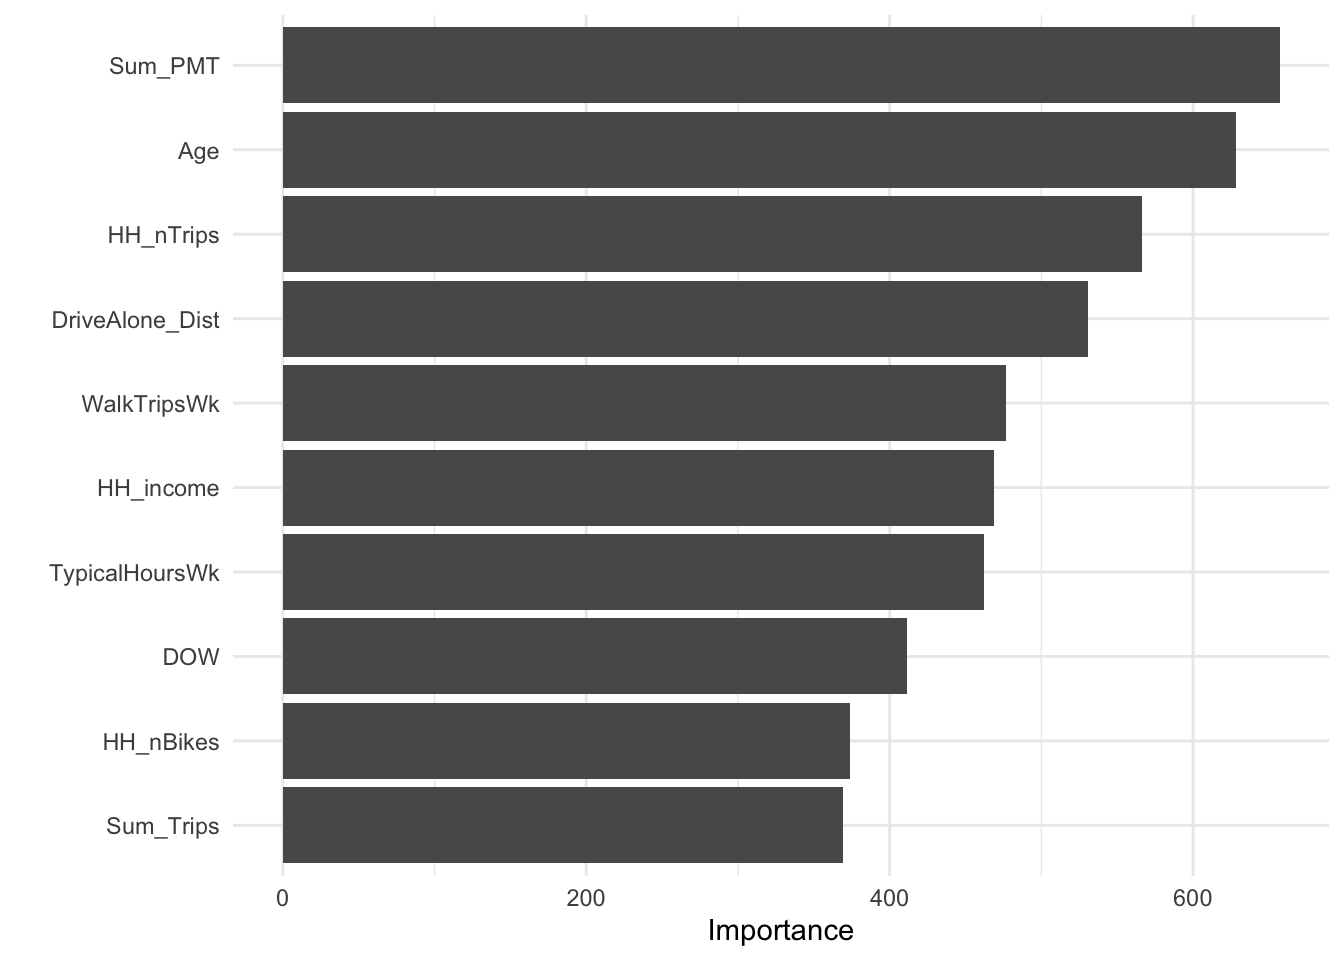 Sum_PMT
Age
HH_nTrips
DriveAlone_Dist
WalkTripsWk
HH_income
TypicalHoursWk
DOW
HH_nBikes
Sum_Trips
0 200 400 600
Importance